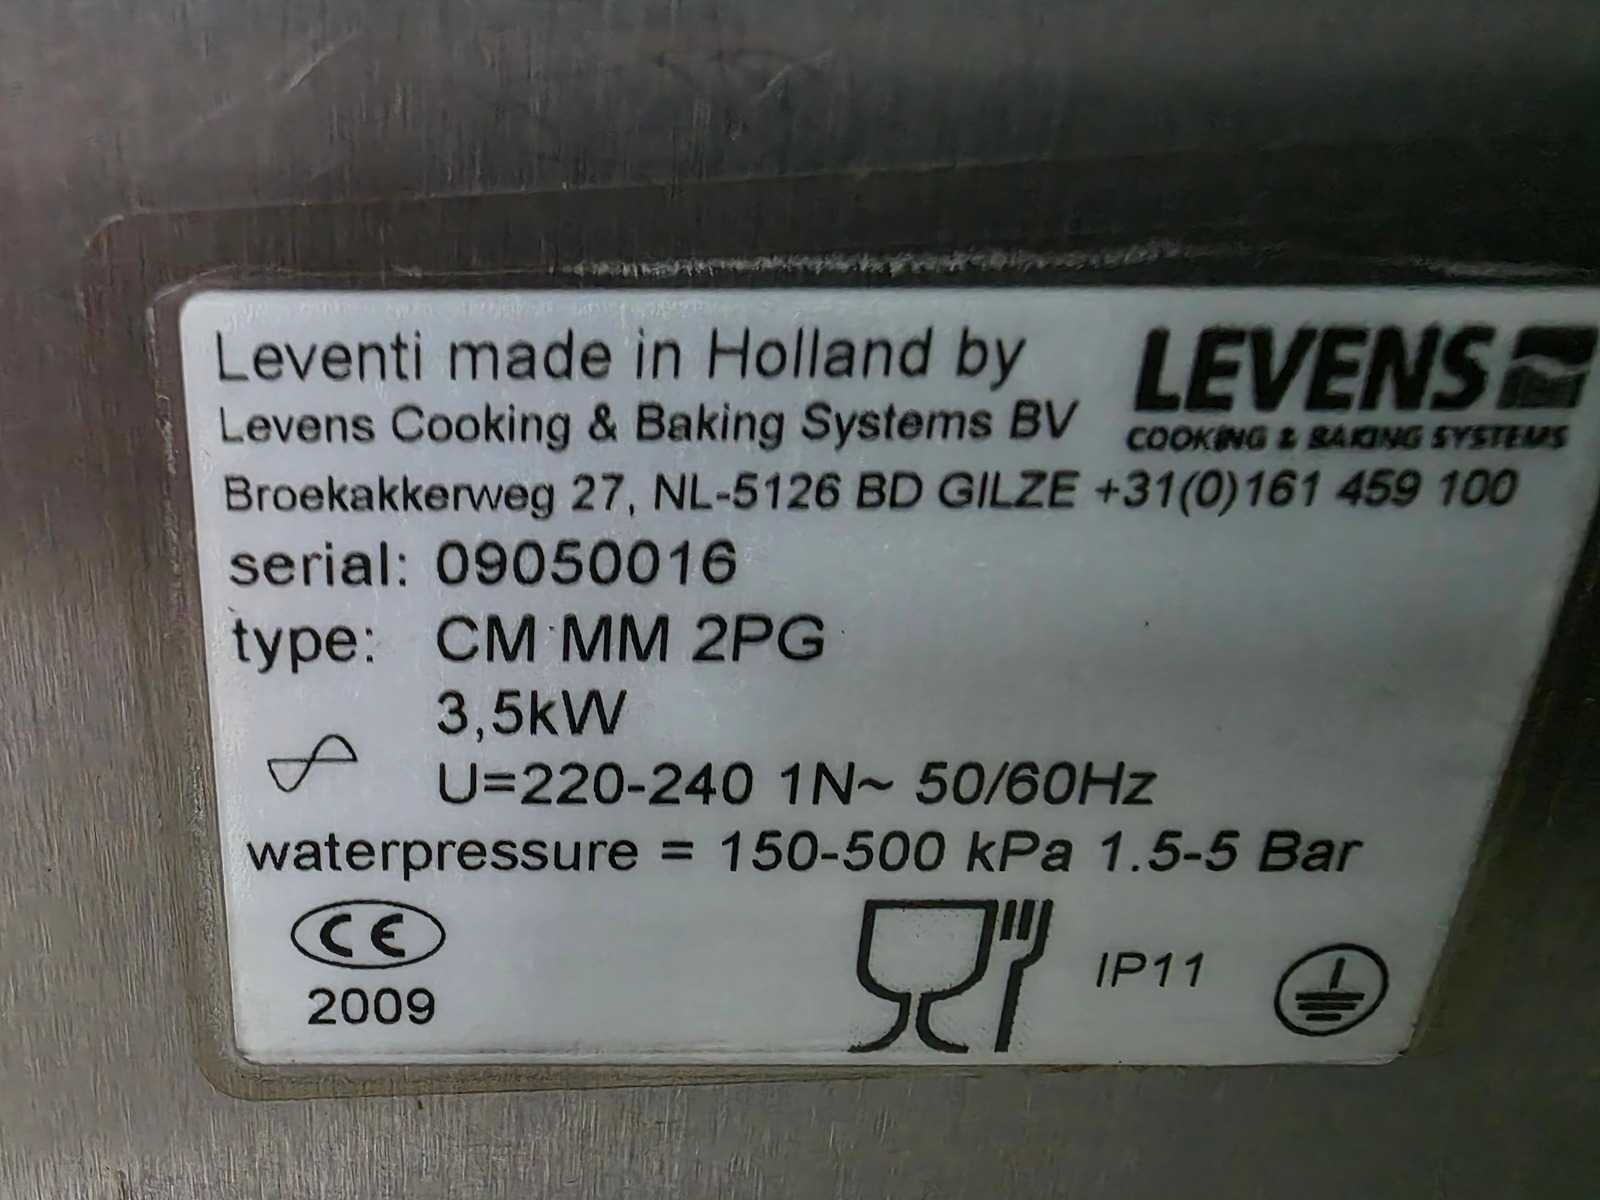 Leventi made in Holland by
LEVENS
Levens Cooking & Baking Systems BV
COOKING & BAKING SYSTEMS
Broekakkerweg 27, NL-5126 BD GILZE +31(0)161 459 100
serial: 09050016
type: CM MM 2PG
3,5kW
U=220-240 1N~ 50/60Hz
waterpressure = 150-500 kPa 1.5-5 Bar
CE
IP11
2009